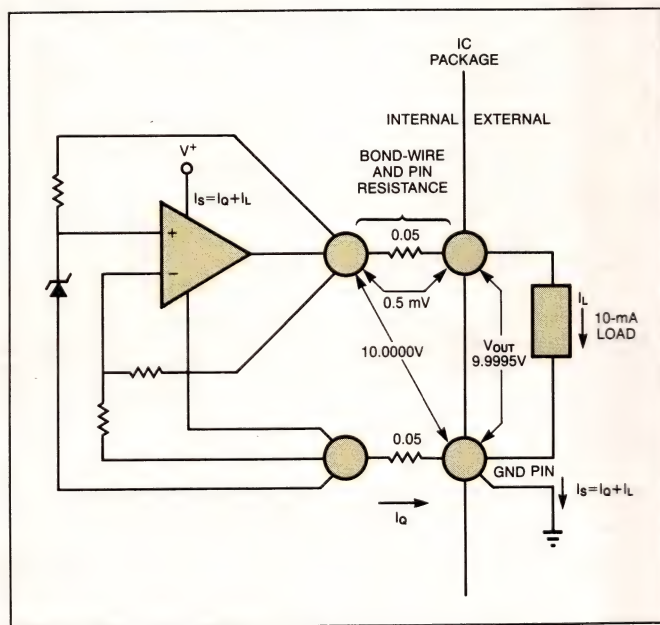 IC
PACKAGE
INTERNAL EXTERNAL
BOND-WIRE
AND PIN
RESISTANCE
V+
IS=IQ+IL
+
−
0.05
0.5 mV
IL
10-mA
LOAD
10.0000V
VOUT
9.9995V
0.05
GND PIN
IS=IQ+IL
IQ